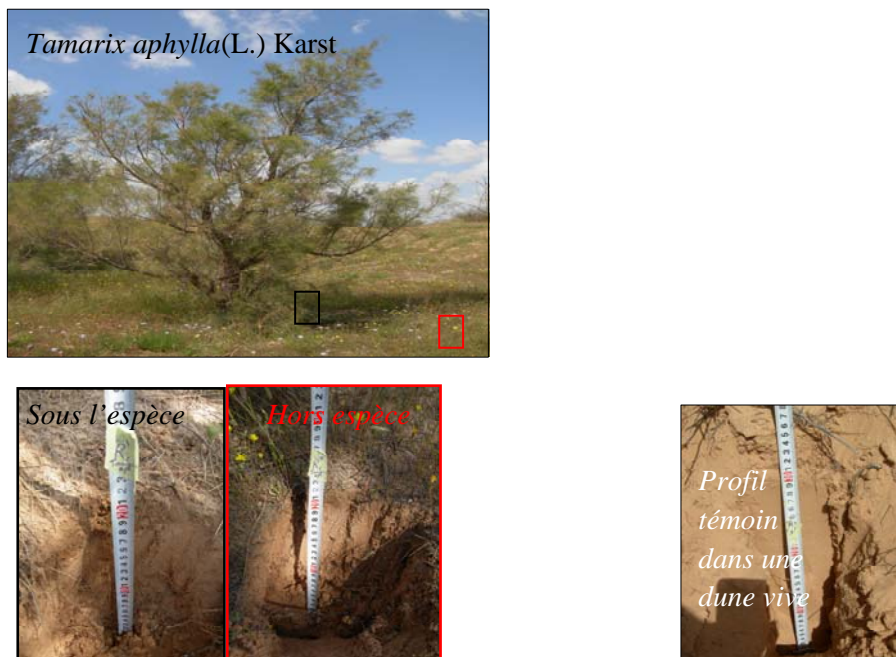 Tamarix aphylla(L.) Karst
Sous l'espèce
Hors espèce
Profil
témoin
dans une
dune vive